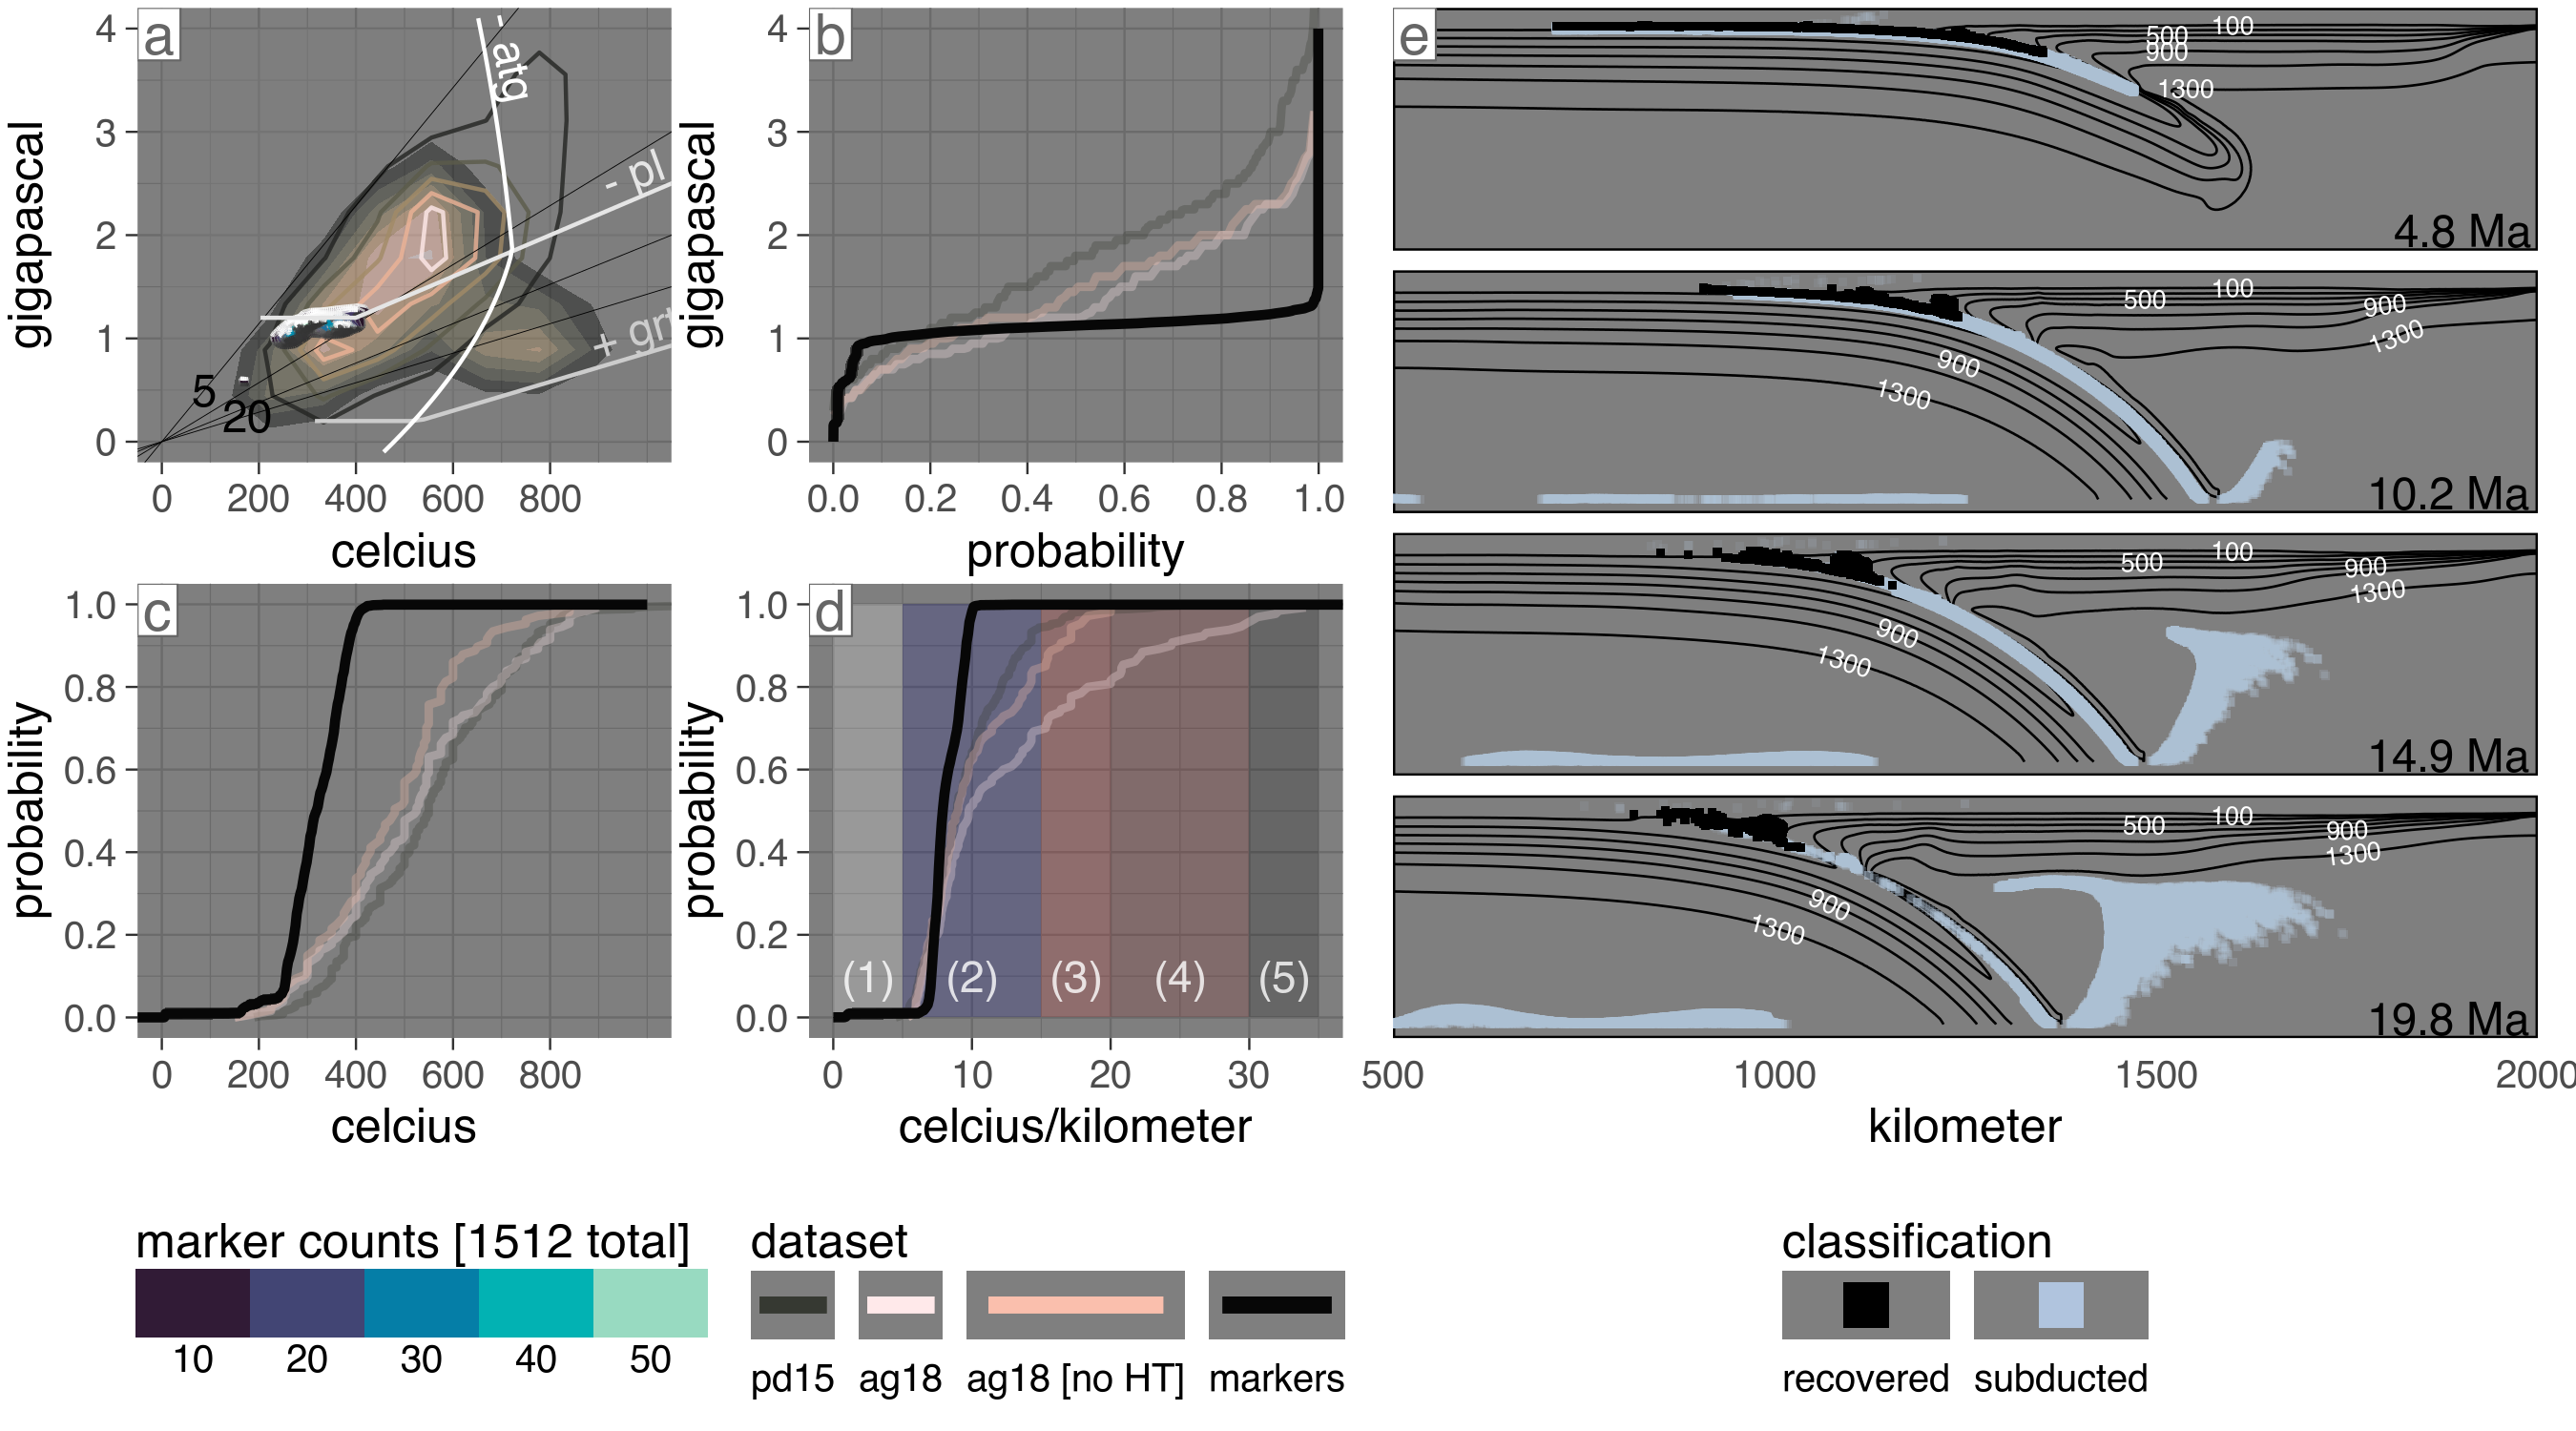 a
gigapascal
4
3
2
1
0
- atg
- pl
+ grt
5
20
0
200
400
600
800
celcius
b
gigapascal
4
3
2
1
0
0.0
0.2
0.4
0.6
0.8
1.0
probability
c
probability
1.0
0.8
0.6
0.4
0.2
0.0
0
200
400
600
800
celcius
d
probability
1.0
0.8
0.6
0.4
0.2
0.0
(1)
(2)
(3)
(4)
(5)
0
10
20
30
celcius/kilometer
e
100
500
900
1300
4.8 Ma
100
500
900
1300
900
1300
10.2 Ma
100
500
900
1300
900
1300
14.9 Ma
100
500
900
1300
900
1300
19.8 Ma
500
1000
1500
2000
kilometer
marker counts [1512 total]
10
20
30
40
50
dataset
pd15
ag18
ag18 [no HT]
markers
classification
recovered
subducted